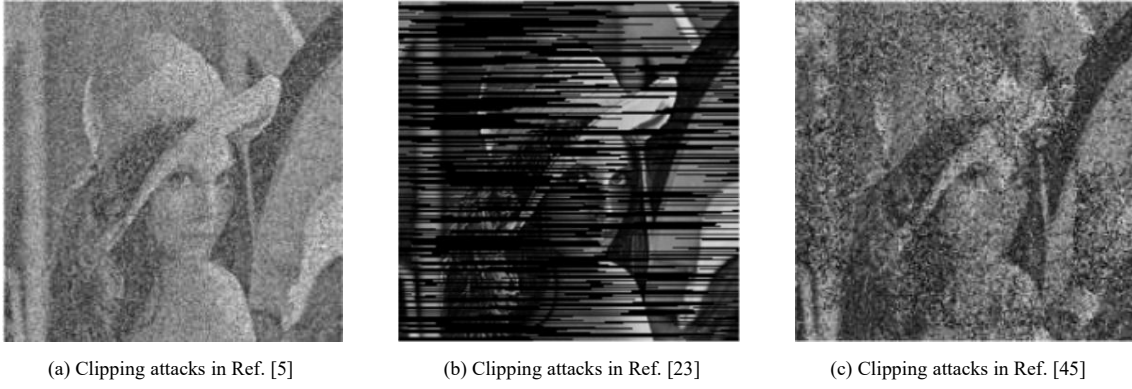 (a) Clipping attacks in Ref. [5]
(b) Clipping attacks in Ref. [23]
(c) Clipping attacks in Ref. [45]